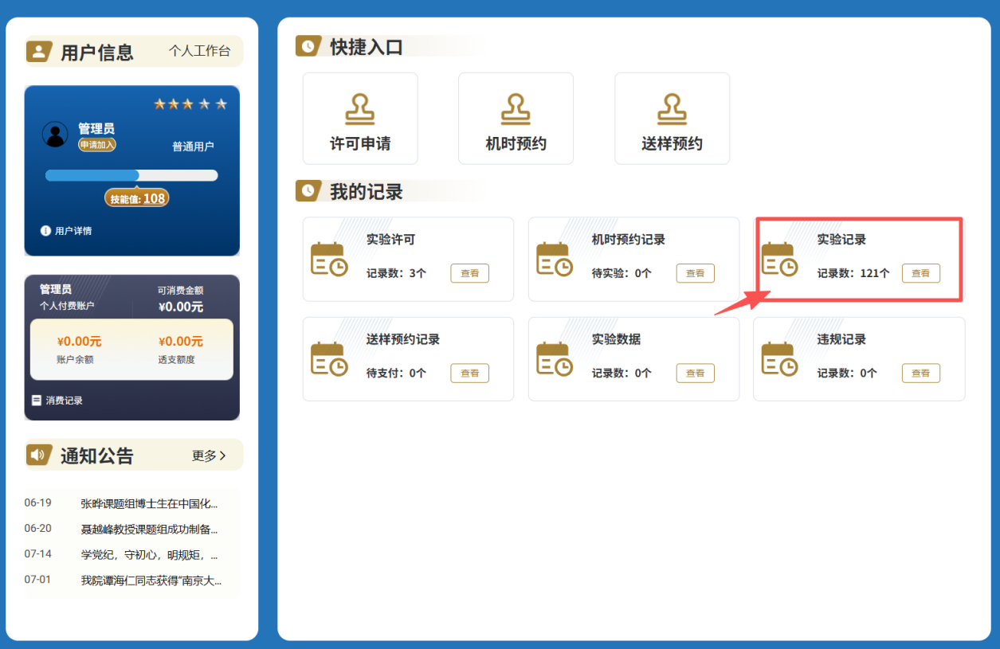 用户信息
个人工作台
管理员
申请加入
普通用户
技能值: 108
用户详情
管理员
个人付费账户
可消费金额
¥0.00元
¥0.00元
账户余额
¥0.00元
透支额度
消费记录
通知公告
更多
06-19 张晔课题组博士生在中国化...
06-20 聂越峰教授课题组成功制备...
07-14 学党纪，守初心，明规矩，...
07-01 我院谭海仁同志获得“南京大...
快捷入口
许可申请
机时预约
送样预约
我的记录
实验许可
记录数：3个 查看
机时预约记录
待实验：0个 查看
实验记录
记录数：121个 查看
送样预约记录
待支付：0个 查看
实验数据
记录数：0个 查看
违规记录
记录数：0个 查看